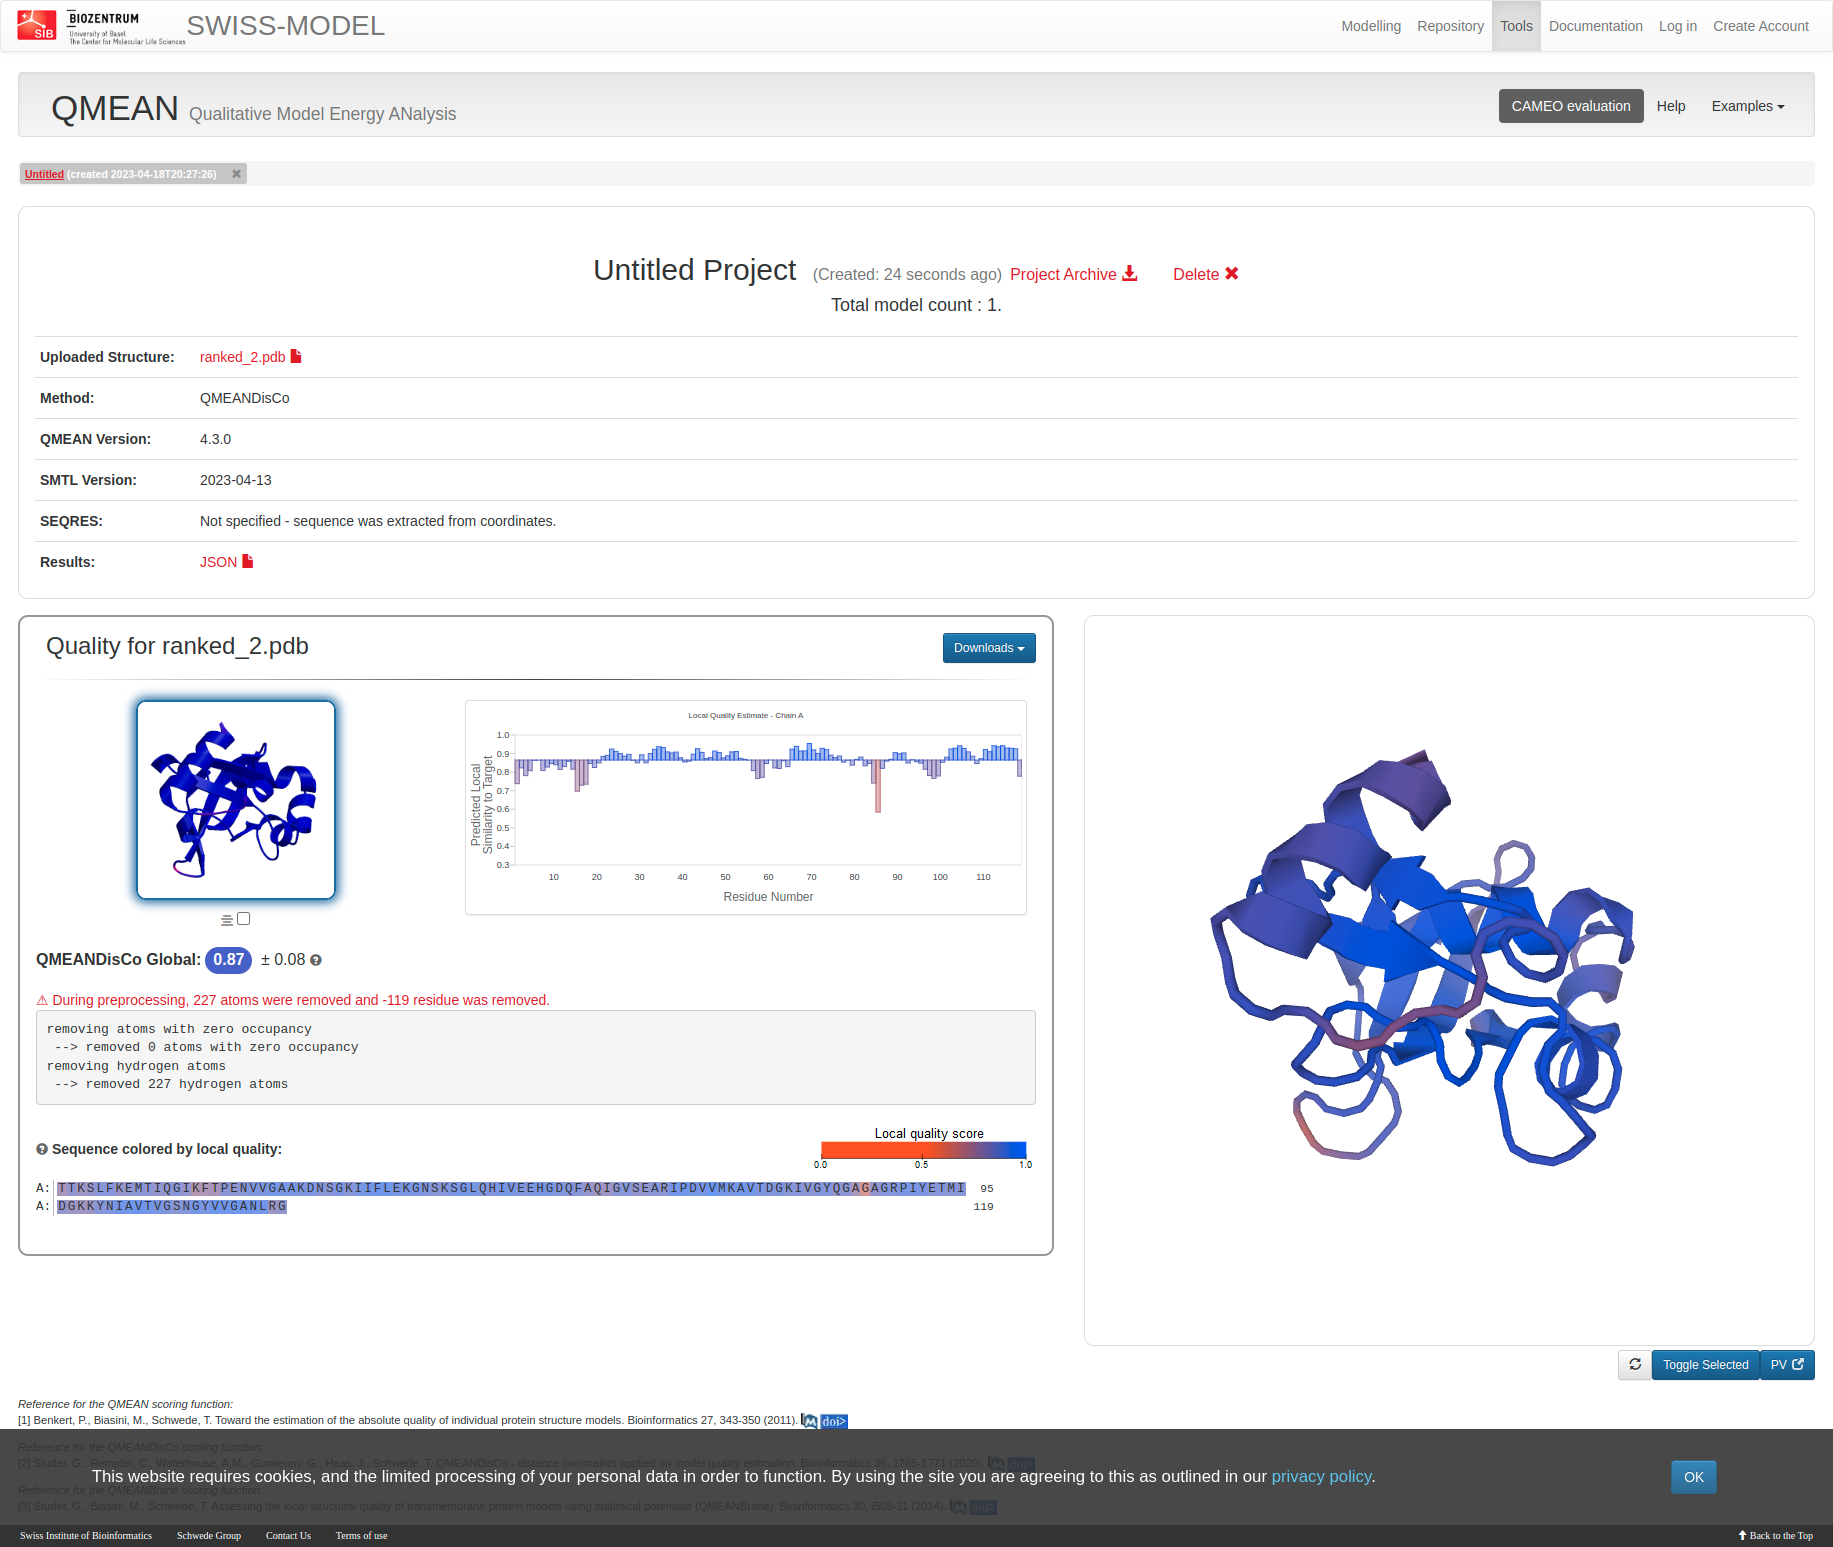 SIB
BIOZENTRUM
University of Basel
The Center for Molecular Life Sciences
SWISS-MODEL
Modelling Repository Tools Documentation Log in Create Account
QMEAN Qualitative Model Energy ANalysis
CAMEO evaluation Help Examples
Untitled (created 2023-04-18T20:27:26) ✖
Untitled Project (Created: 24 seconds ago) Project Archive Delete ✖
Total model count : 1.
Uploaded Structure: ranked_2.pdb
Method: QMEANDisCo
QMEAN Version: 4.3.0
SMTL Version: 2023-04-13
SEQRES: Not specified - sequence was extracted from coordinates.
Results: JSON
Quality for ranked_2.pdb
Downloads
Local Quality Estimate - Chain A
Predicted Local
Similarity to Target
1.0
0.9
0.8
0.7
0.6
0.5
0.4
0.3
10 20 30 40 50 60 70 80 90 100 110
Residue Number
QMEANDisCo Global: 0.87 ± 0.08
⚠ During preprocessing, 227 atoms were removed and -119 residue was removed.
removing atoms with zero occupancy
--> removed 0 atoms with zero occupancy
removing hydrogen atoms
--> removed 227 hydrogen atoms
Sequence colored by local quality:
Local quality score
0.0 0.5 1.0
A: TTKSLFKEMTIQGIKFTPENVVGAAKDNSGKIIFLEKGNSKSGLQHIVEEHGDQFAQIGVSEARIPDVVMKAVTDGKIVGYQGAGAGRPIYETMI 95
A: DGKKYNIAVTVGSNGYVVGANLRG 119
Toggle Selected PV
Reference for the QMEAN scoring function:
[1] Benkert, P., Biasini, M., Schwede, T. Toward the estimation of the absolute quality of individual protein structure models. Bioinformatics 27, 343-350 (2011). M doi>
Reference for the QMEANDisCo scoring function:
[2] Studer, G., Rempfer, C., Waterhouse, A.M., Gumienny, G., Haas, J., Schwede, T. QMEANDisCo - distance constraints applied on model quality estimation. Bioinformatics 36, 1765-1771 (2020). M doi>
This website requires cookies, and the limited processing of your personal data in order to function. By using the site you are agreeing to this as outlined in our privacy policy.
OK
Reference for the QMEANBrane scoring function:
[3] Studer, G., Biasini, M., Schwede, T. Assessing the local structural quality of transmembrane protein models using statistical potentials (QMEANBrane). Bioinformatics 30, i505-11 (2014). M doi>
Swiss Institute of Bioinformatics Schwede Group Contact Us Terms of use
Back to the Top